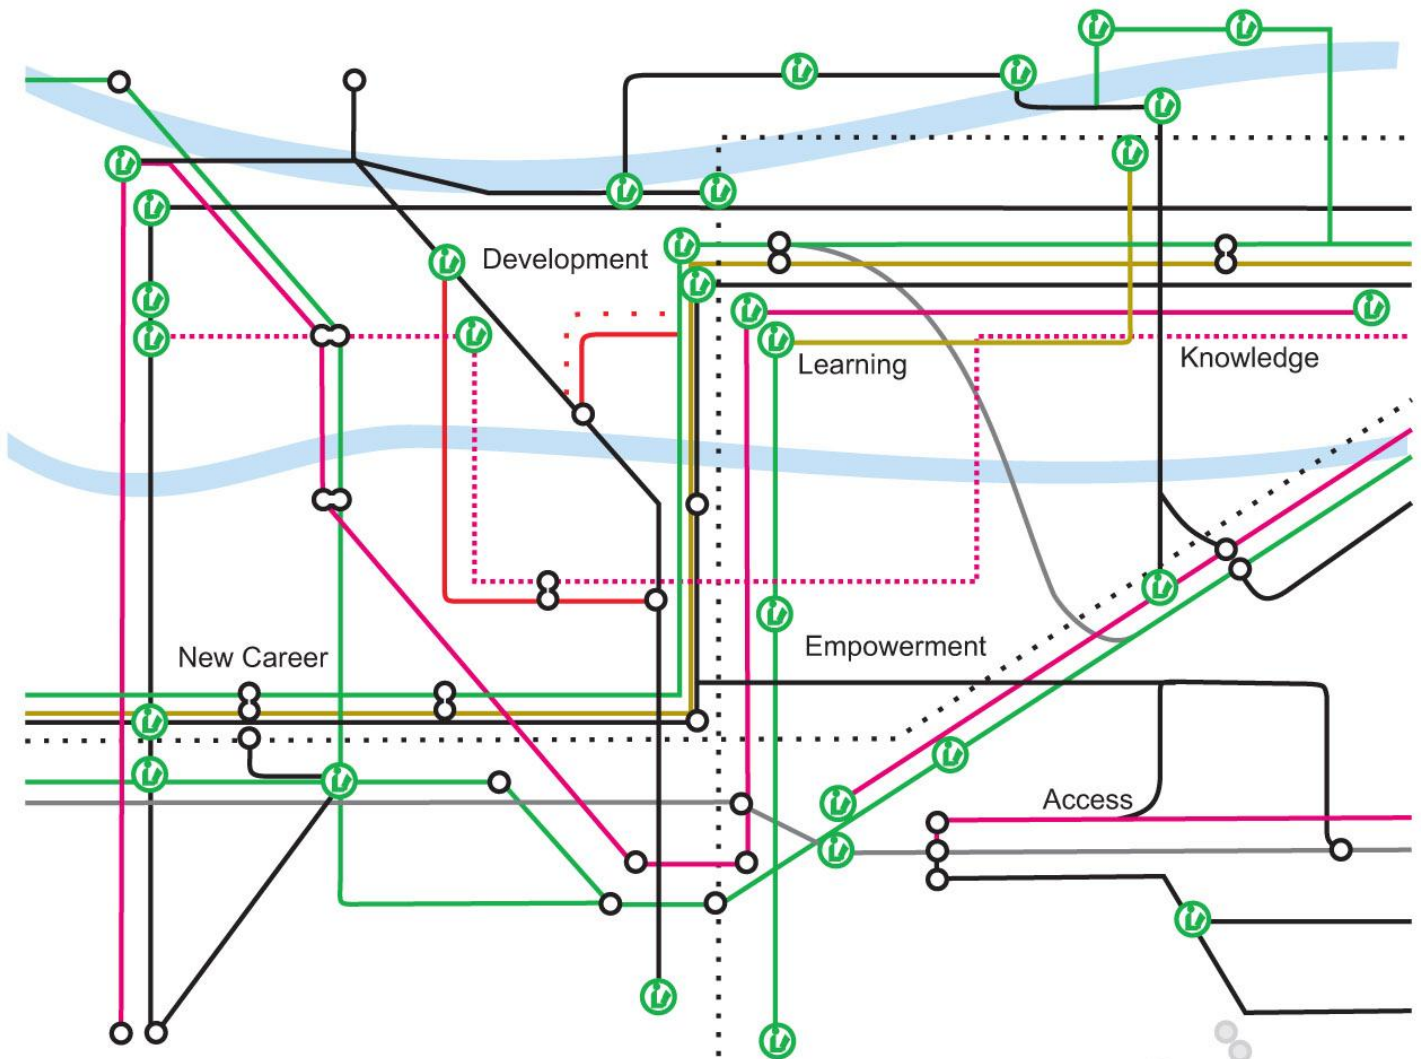 Development
Learning
Knowledge
Empowerment
New Career
Access